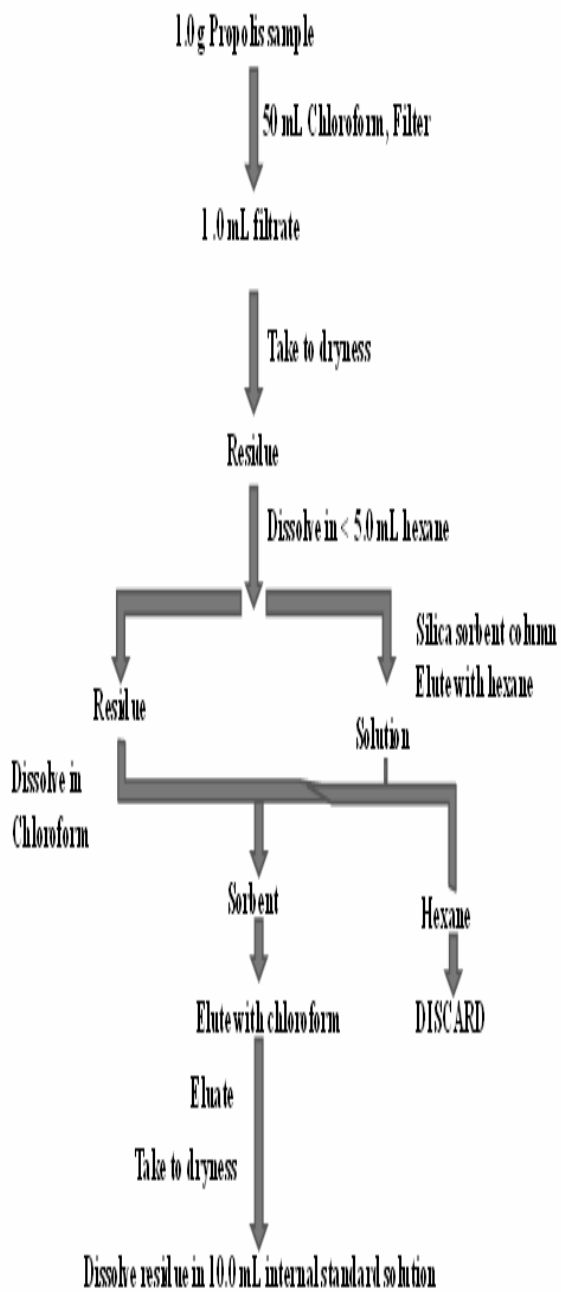 1.0 g Propolis sample
50 mL Chloroform, Filter
1.0 mL filtrate
Take to dryness
Residue
Dissolve in < 5.0 mL hexane
Silica sorbent column
Elute with hexane
Residue
Solution
Dissolve in
Chloroform
Sorbent
Hexane
Elute with chloroform
DISCARD
Eluate
Take to dryness
Dissolve residue in 10.0 mL internal standard solution